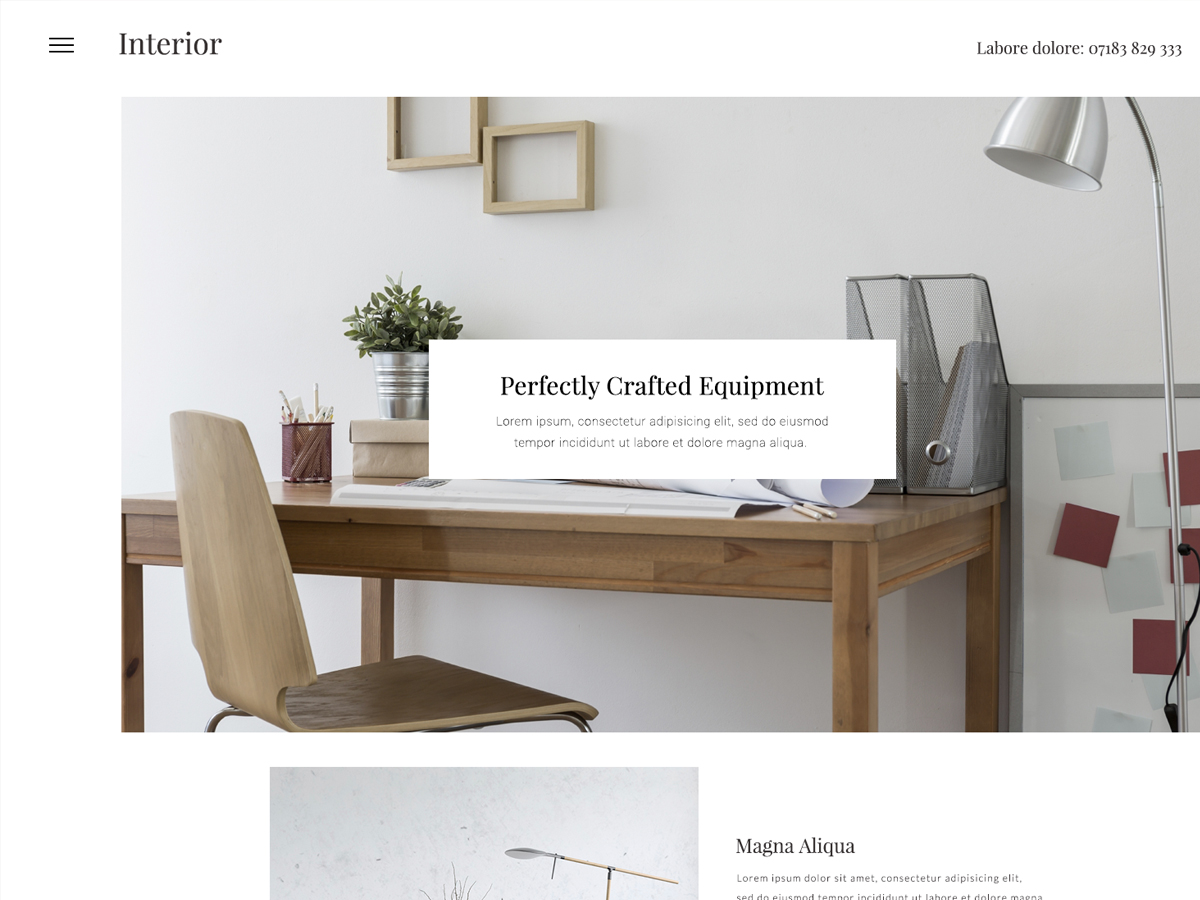 Interior
Labore dolore: 07183 829 333
Perfectly Crafted Equipment
Lorem ipsum, consectetur adipisicing elit, sed do eiusmod
tempor incididunt ut labore et dolore magna aliqua.
Magna Aliqua
Lorem ipsum dolor sit amet, consectetur adipisicing elit,
sed do eiusmod tempor incididunt ut labore et dolore magna